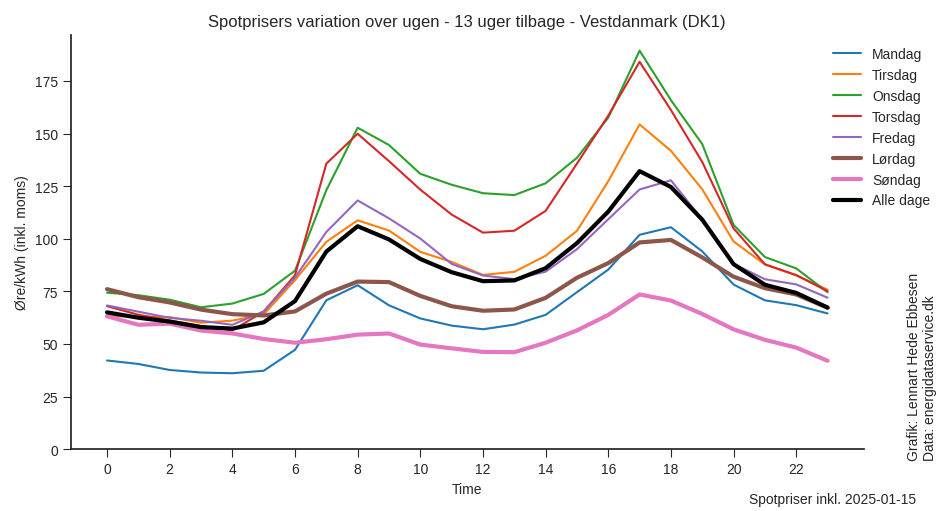 Spotprisers variation over ugen - 13 uger tilbage - Vestdanmark (DK1)
Øre/kWh (inkl. moms)
175
150
125
100
75
50
25
0
0 2 4 6 8 10 12 14 16 18 20 22
Time
Mandag
Tirsdag
Onsdag
Torsdag
Fredag
Lørdag
Søndag
Alle dage
Grafik: Lennart Hede Ebbesen
Data: energidataservice.dk
Spotpriser inkl. 2025-01-15